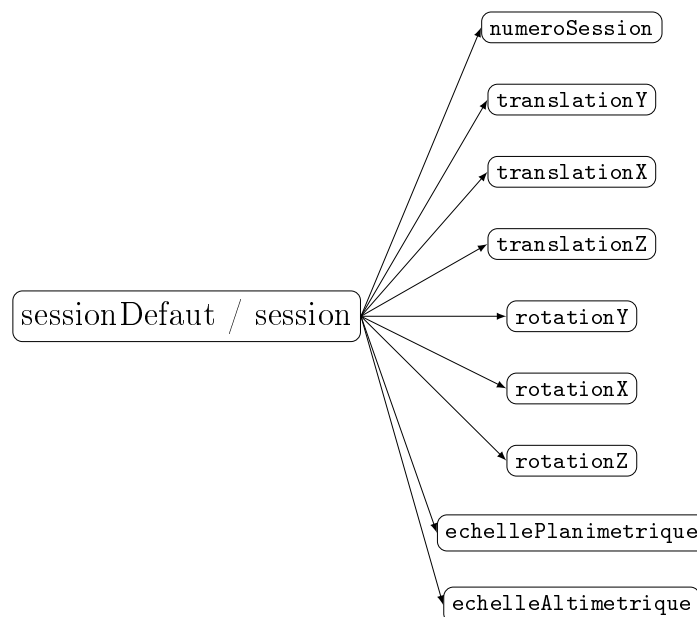 numeroSession
translationY
translationX
translationZ
sessionDefaut / session
rotationY
rotationX
rotationZ
echellePlanimetrique
echelleAltimetrique